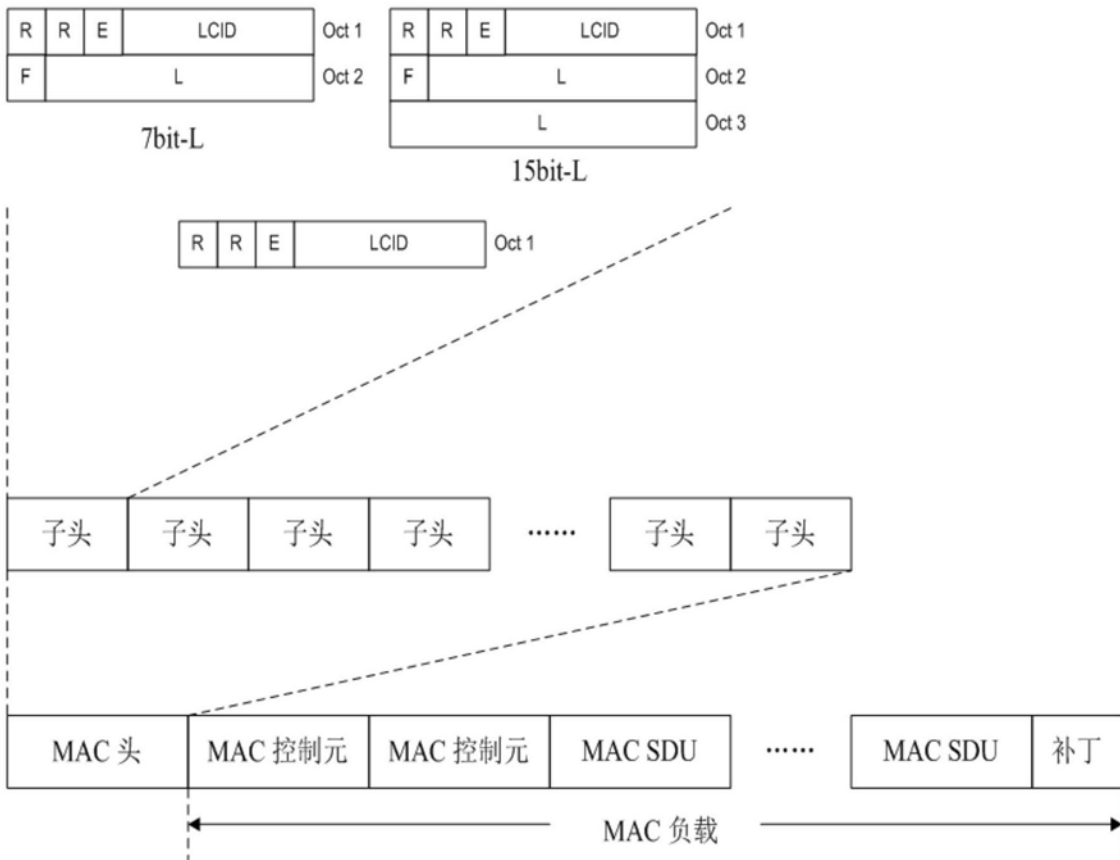 R R E LCID Oct 1 R R E LCID Oct 1
F L Oct 2 F L Oct 2
L Oct 3
7bit-L
15bit-L
R R E LCID Oct 1
子头 子头 子头 子头 …… 子头 子头
MAC 头 MAC 控制元 MAC 控制元 MAC SDU …… MAC SDU 补丁
MAC 负载